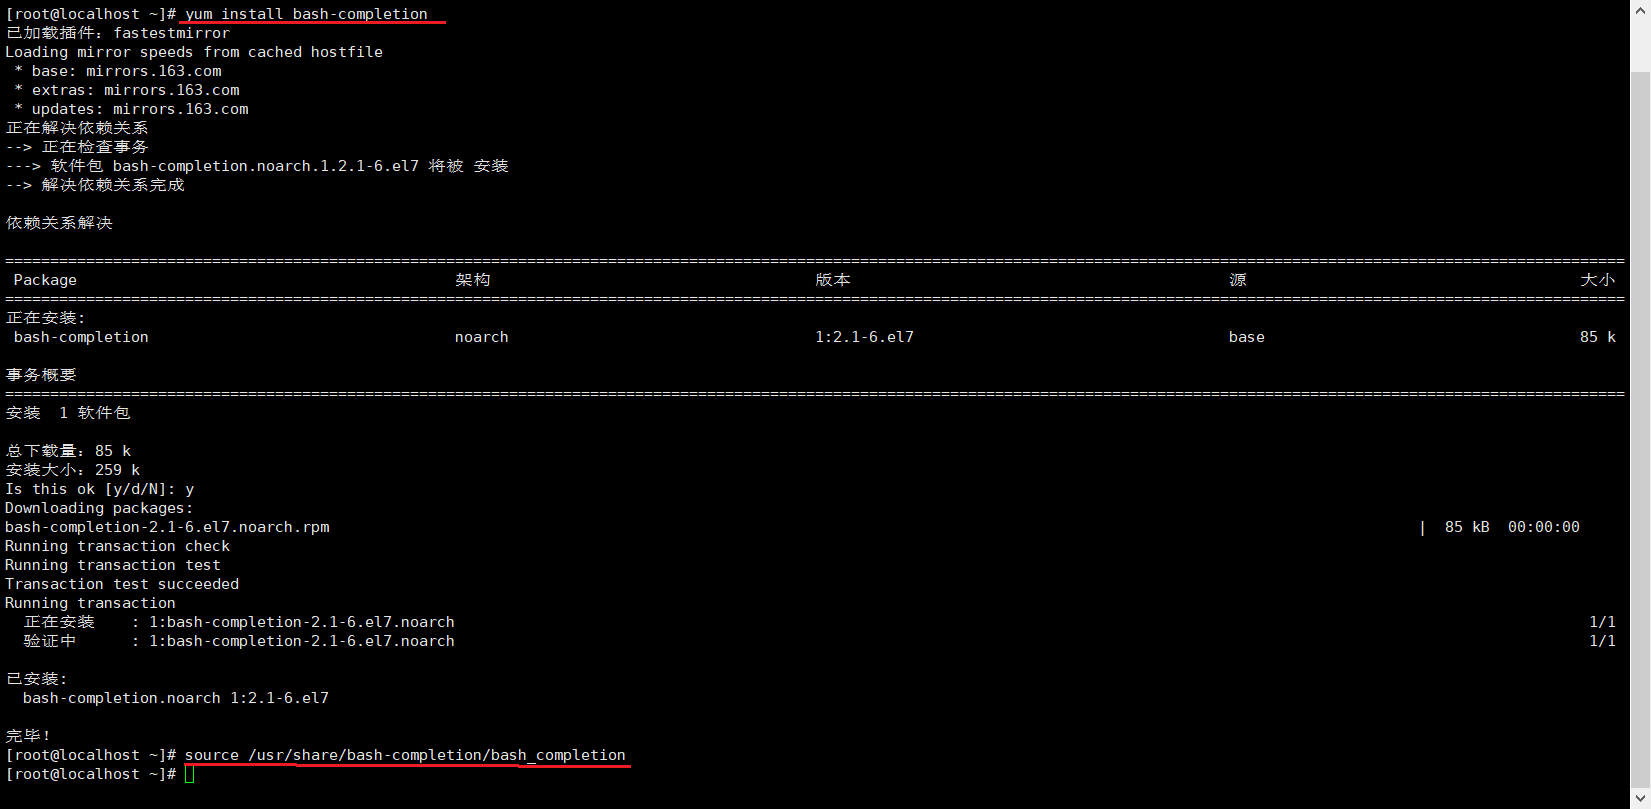 [root@localhost ~]# yum install bash-completion
已加载插件：fastestmirror
Loading mirror speeds from cached hostfile
 * base: mirrors.163.com
 * extras: mirrors.163.com
 * updates: mirrors.163.com
正在解决依赖关系
--> 正在检查事务
---> 软件包 bash-completion.noarch.1.2.1-6.el7 将被 安装
--> 解决依赖关系完成

依赖关系解决

====================================================================================================================================================================================
 Package                                          架构                                    版本                                          源                                      大小
====================================================================================================================================================================================
正在安装:
 bash-completion                                  noarch                                  1:2.1-6.el7                                   base                                    85 k

事务概要
====================================================================================================================================================================================
安装  1 软件包

总下载量：85 k
安装大小：259 k
Is this ok [y/d/N]: y
Downloading packages:
bash-completion-2.1-6.el7.noarch.rpm                                                                                                                          |  85 kB  00:00:00
Running transaction check
Running transaction test
Transaction test succeeded
Running transaction
  正在安装    : 1:bash-completion-2.1-6.el7.noarch                                                                                                                              1/1
  验证中      : 1:bash-completion-2.1-6.el7.noarch                                                                                                                              1/1

已安装:
  bash-completion.noarch 1:2.1-6.el7

完毕！
[root@localhost ~]# source /usr/share/bash-completion/bash_completion
[root@localhost ~]#